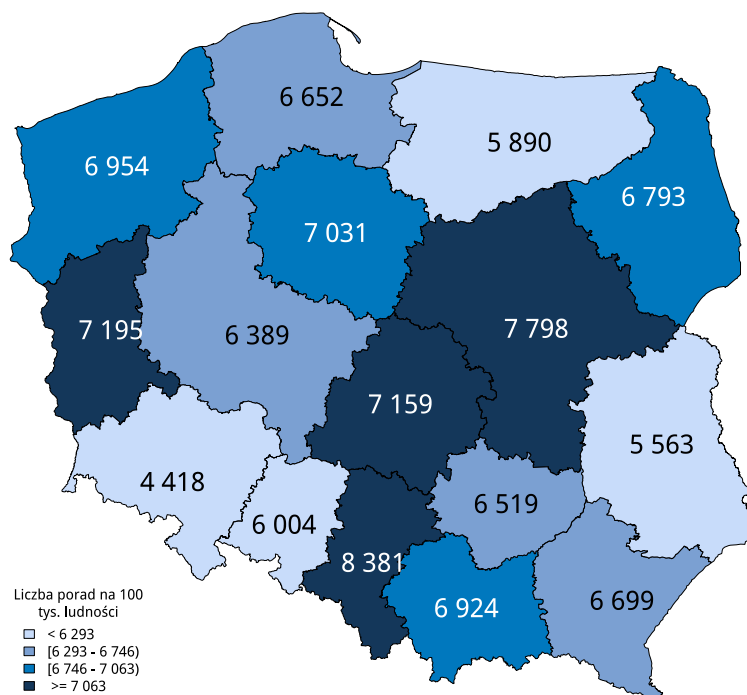 6 652
5 890
6 954
6 793
7 031
7 195
6 389
7 798
7 159
5 563
4 418
6 004
6 519
8 381
6 924
6 699
Liczba porad na 100
tys. ludności
< 6 293
[6 293 - 6 746)
[6 746 - 7 063)
>= 7 063